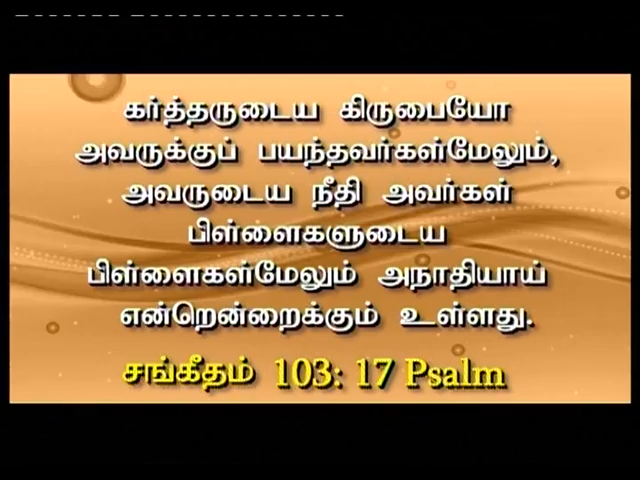 கர்த்தருடைய கிருபையோ
அவருக்குப் பயந்தவர்கள்மேலும்,
அவருடைய நீதி அவர்கள்
பிள்ளைகளுடைய
பிள்ளைகள்மேலும் அநாதியாய்
என்றென்றைக்கும் உள்ளது.
சங்கீதம் 103: 17 Psalm